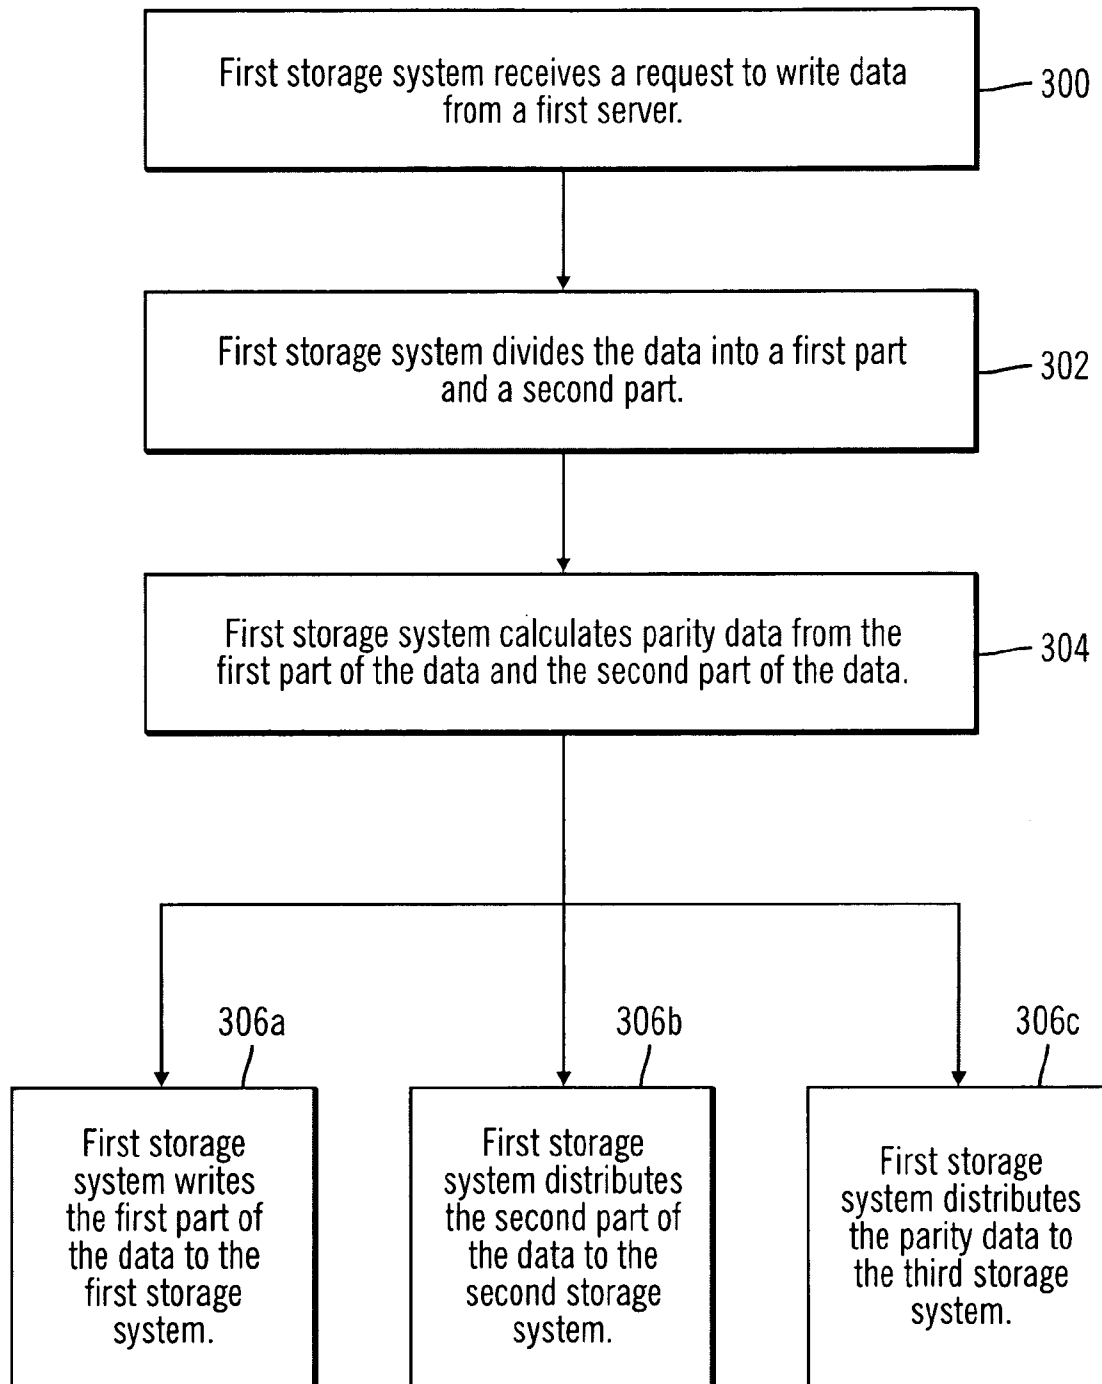 First storage system receives a request to write data
from a first server.
300
First storage system divides the data into a first part
and a second part.
302
First storage system calculates parity data from the
first part of the data and the second part of the data.
304
306a
First storage
system writes
the first part of
the data to the
first storage
system.
306b
First storage
system distributes
the second part of
the data to the
second storage
system.
306c
First storage
system distributes
the parity data to
the third storage
system.